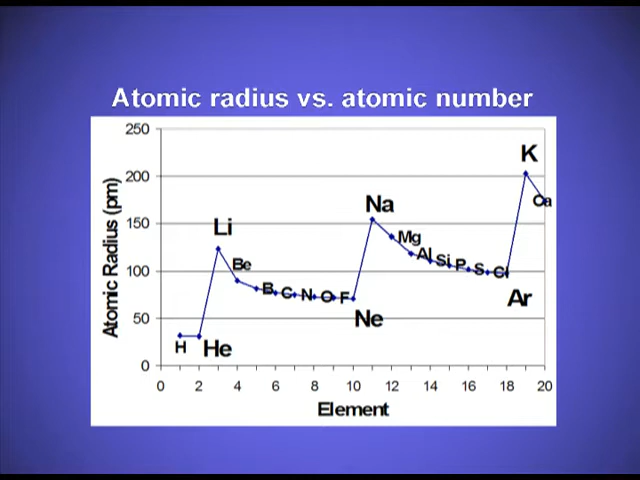 Atomic radius vs. atomic number
250
200
150
100
50
0
Atomic Radius (pm)
H
He
Li
Be
B
C
N
O
F
Ne
Na
Mg
Al
Si
P
S
Cl
Ar
K
Ca
0 2 4 6 8 10 12 14 16 18 20
Element